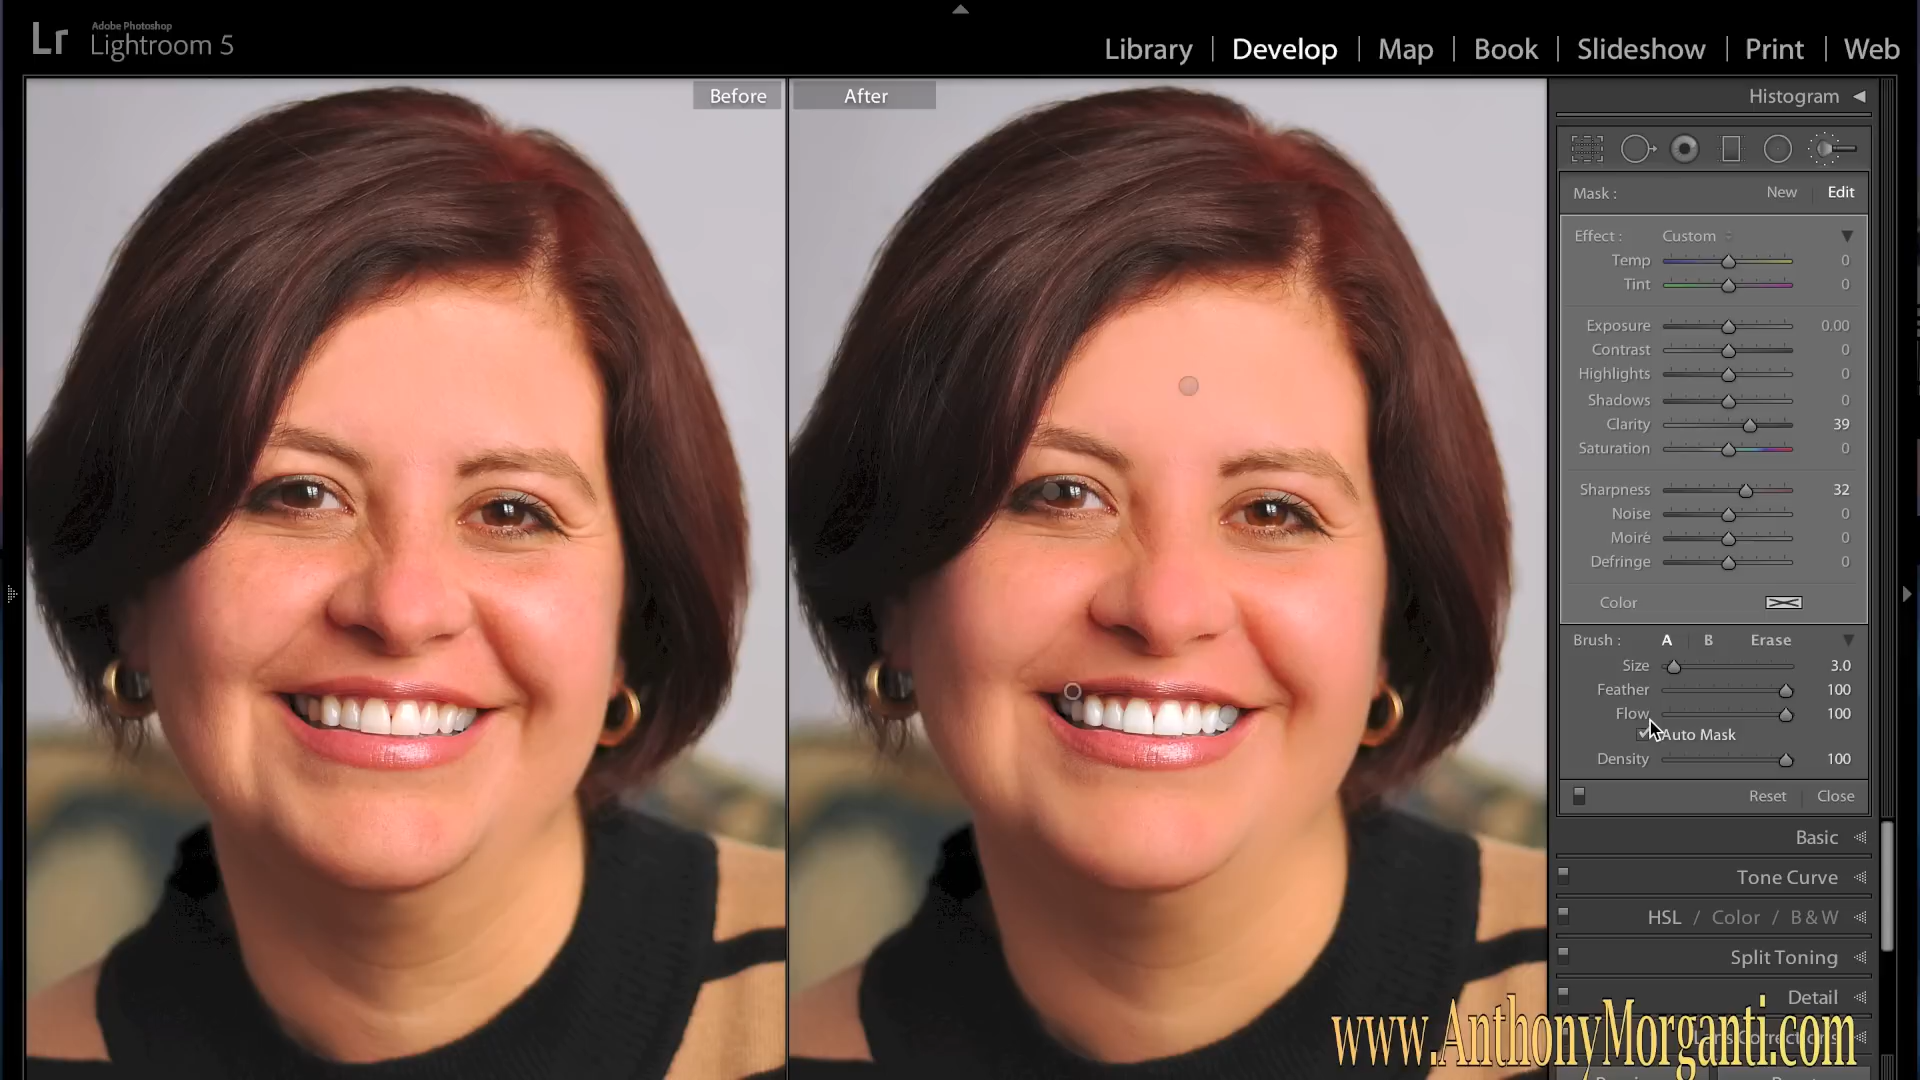 Lr Adobe Photoshop Lightroom 5
Library | Develop | Map | Book | Slideshow | Print | Web
Before
After
Histogram
Mask : New Edit
Effect : Custom
Temp 0
Tint 0
Exposure 0.00
Contrast 0
Highlights 0
Shadows 0
Clarity 39
Saturation 0
Sharpness 32
Noise 0
Moiré 0
Defringe 0
Color
Brush : A B Erase
Size 3.0
Feather 100
Flow 100
Auto Mask
Density 100
Reset Close
Basic
Tone Curve
HSL / Color / B & W
Split Toning
Detail
www.AnthonyMorganti.com